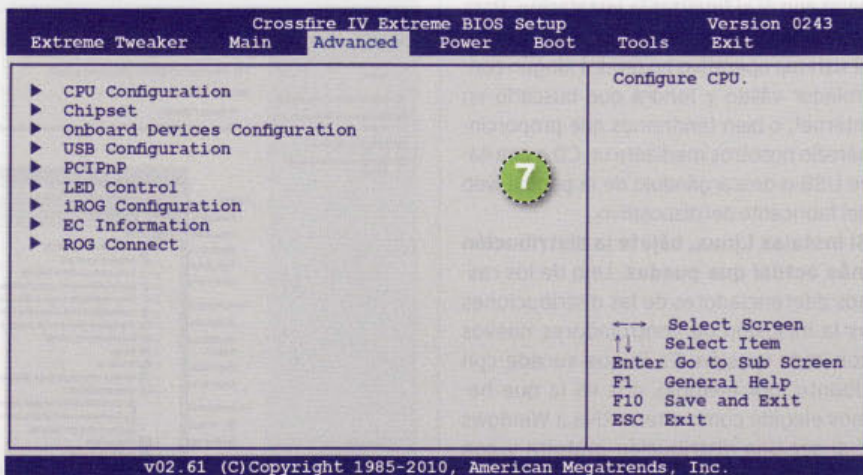 Crossfire IV Extreme BIOS Setup Version 0243
Extreme Tweaker Main Advanced Power Boot Tools Exit
CPU Configuration
Chipset
Onboard Devices Configuration
USB Configuration
PCIPnP
LED Control
iROG Configuration
EC Information
ROG Connect
7
Configure CPU.
←→ Select Screen
↑↓ Select Item
Enter Go to Sub Screen
F1 General Help
F10 Save and Exit
ESC Exit
v02.61 (C)Copyright 1985-2010, American Megatrends, Inc.